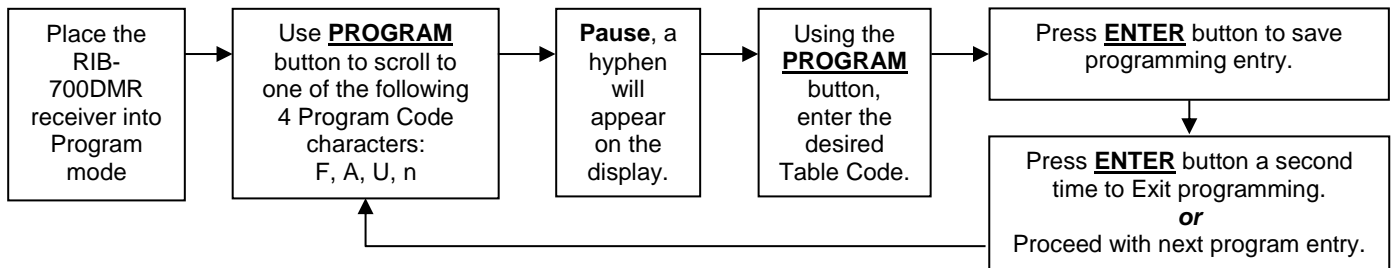 Place the
RIB-
700DMR
receiver into
Program
mode
Use PROGRAM
button to scroll to
one of the following
4 Program Code
characters:
F, A, U, n
Pause, a
hyphen
will
appear
on the
display.
Using the
PROGRAM
button,
enter the
desired
Table Code.
Press ENTER button to save
programming entry.
Press ENTER button a second
time to Exit programming.
or
Proceed with next program entry.